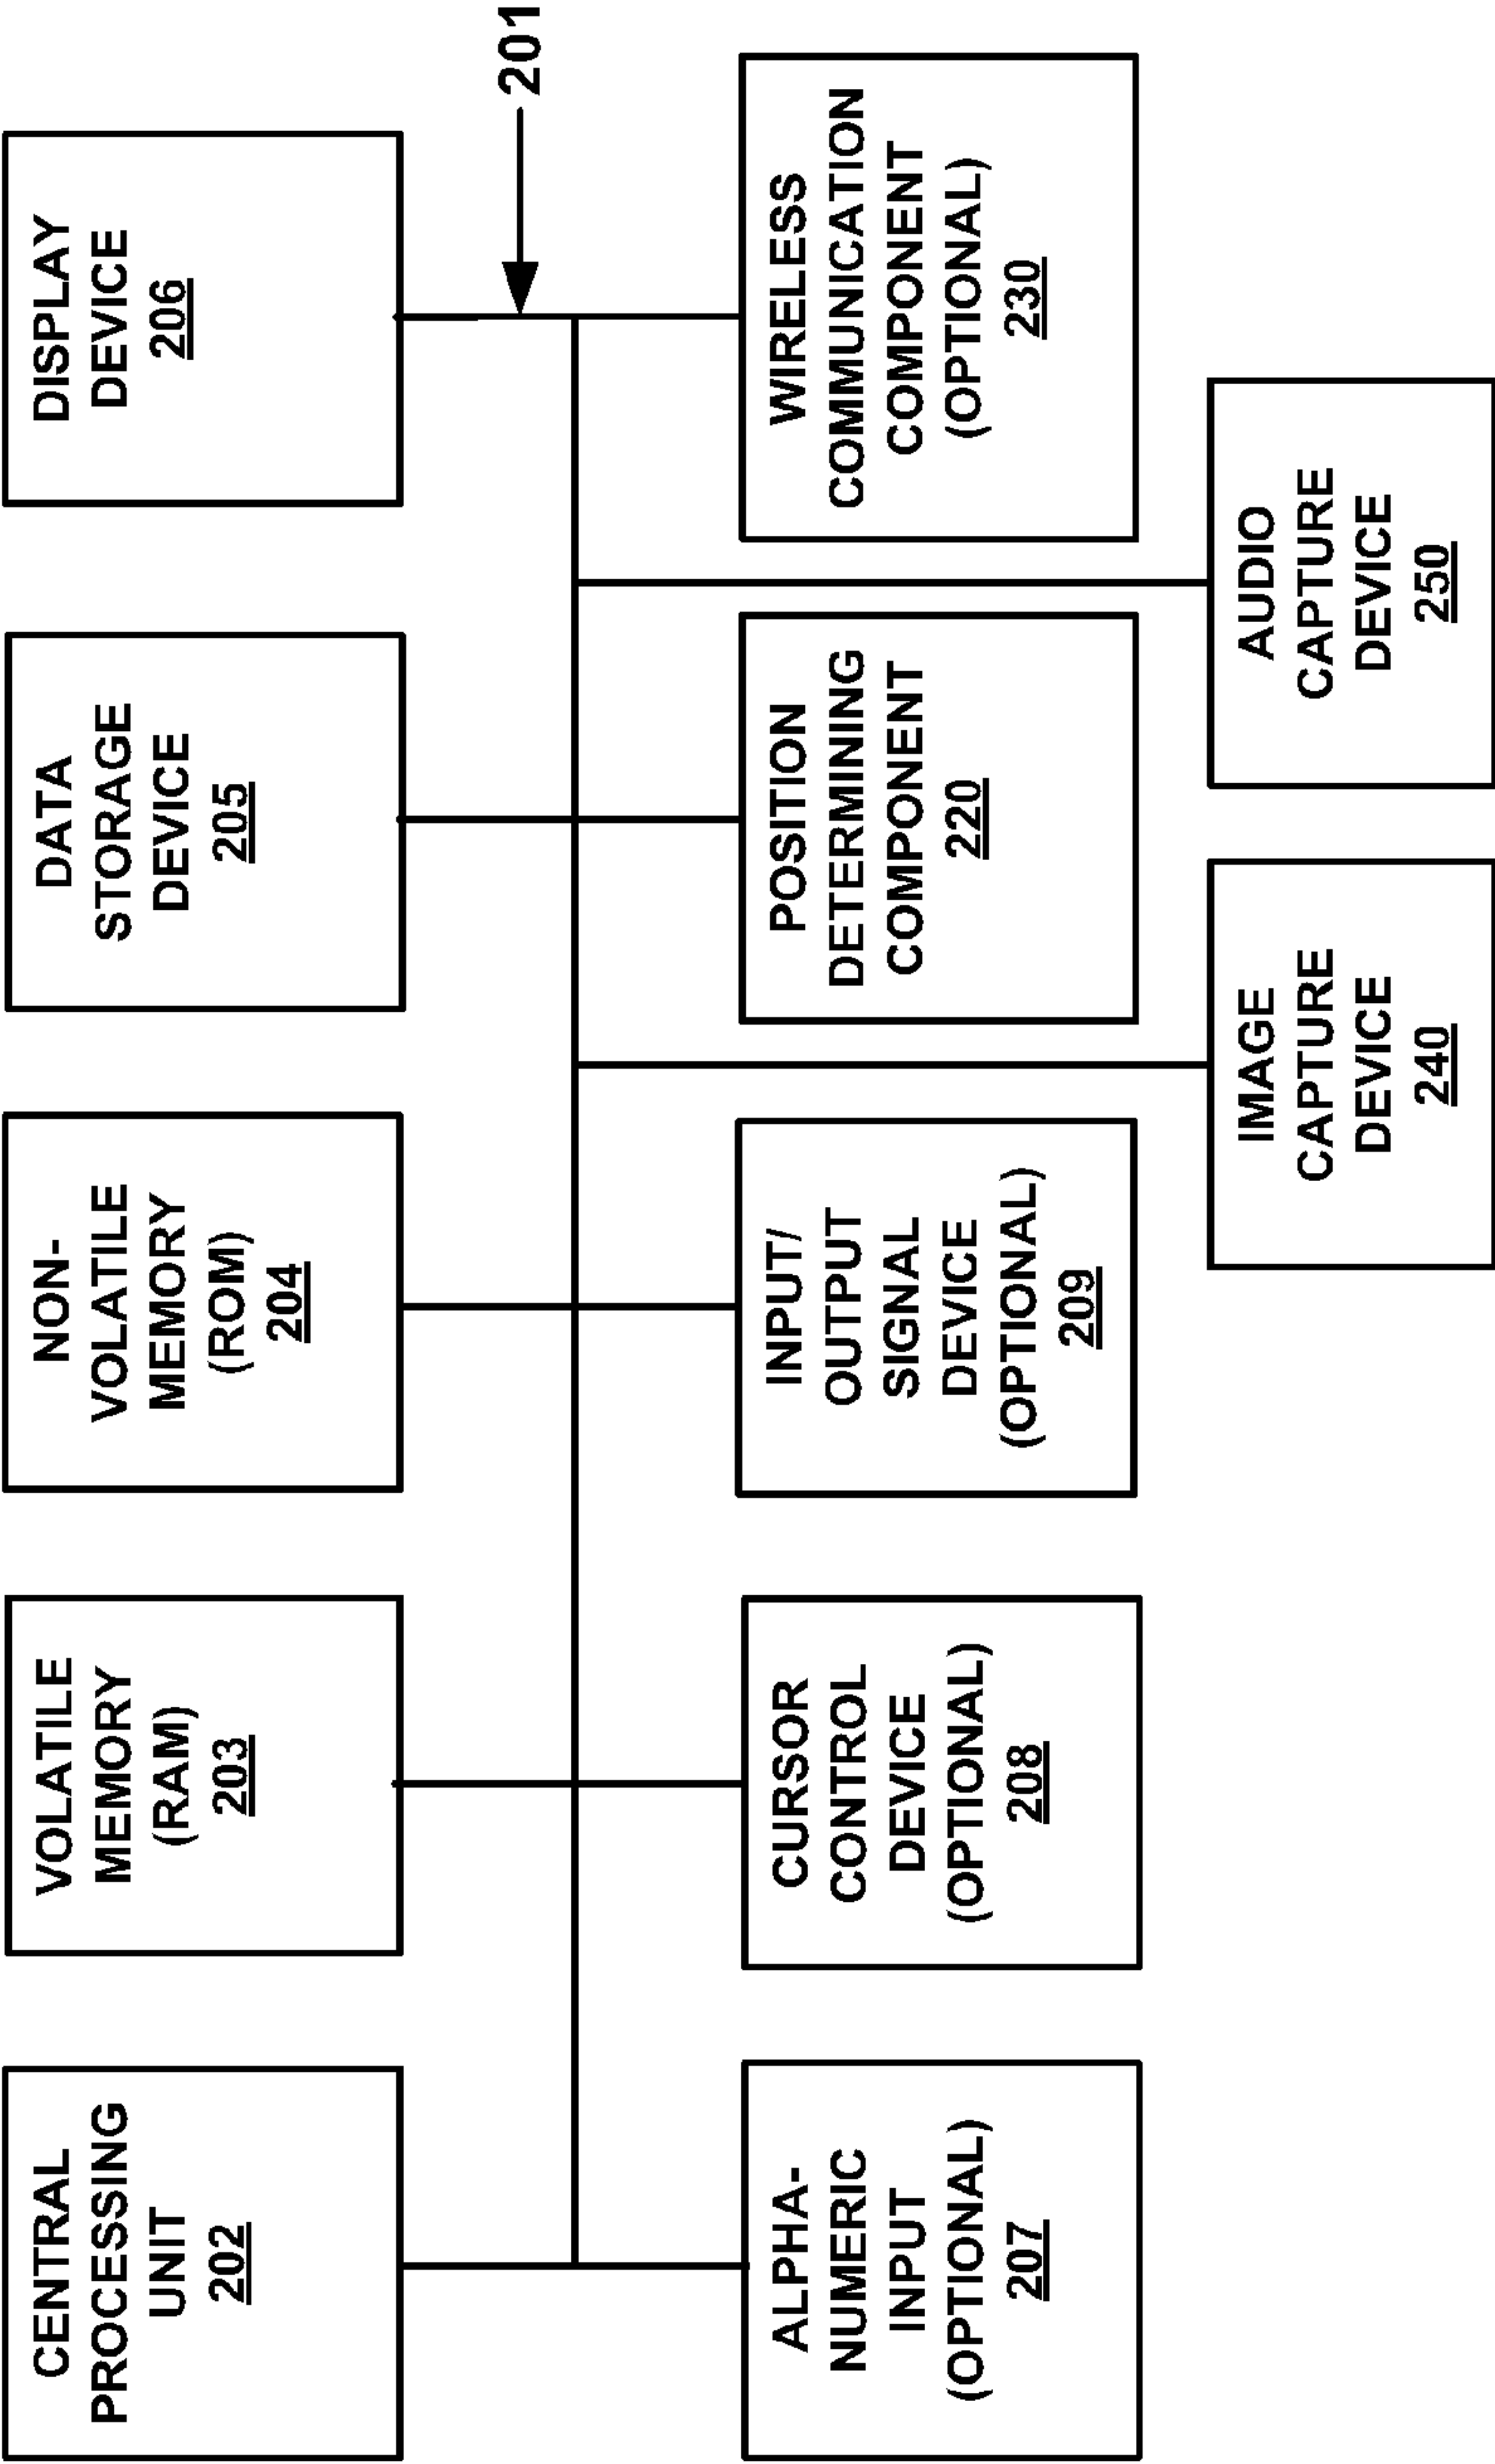 CENTRAL
PROCESSING
UNIT
202
VOLATILE
MEMORY
(RAM)
203
NON-
VOLATILE
MEMORY
(ROM)
204
DATA
STORAGE
DEVICE
205
DISPLAY
DEVICE
206
201
ALPHA-
NUMERIC
INPUT
(OPTIONAL)
207
CURSOR
CONTROL
DEVICE
(OPTIONAL)
208
INPUT/
OUTPUT
SIGNAL
DEVICE
(OPTIONAL)
209
POSITION
DETERMINING
COMPONENT
220
WIRELESS
COMMUNICATION
COMPONENT
(OPTIONAL)
230
IMAGE
CAPTURE
DEVICE
240
AUDIO
CAPTURE
DEVICE
250